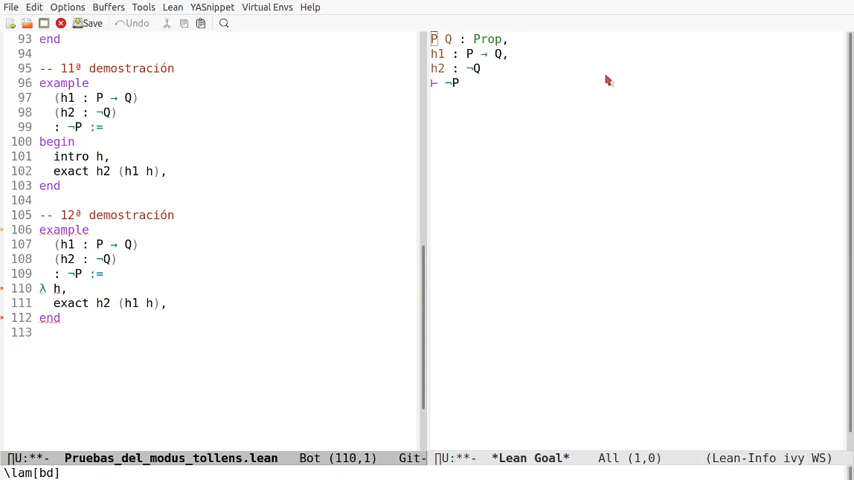 File Edit Options Buffers Tools Lean YASnippet Virtual Envs Help
Save Undo
93 end
94
95 -- 11ª demostración
96 example
97 (h1 : P → Q)
98 (h2 : ¬Q)
99 : ¬P :=
100 begin
101 intro h,
102 exact h2 (h1 h),
103 end
104
105 -- 12ª demostración
106 example
107 (h1 : P → Q)
108 (h2 : ¬Q)
109 : ¬P :=
110 λ h,
111 exact h2 (h1 h),
112 end
113
P Q : Prop,
h1 : P → Q,
h2 : ¬Q
⊢ ¬P
∏U:**- Pruebas_del_modus_tollens.lean Bot (110,1) Git-
∏U:**- *Lean Goal* All (1,0) (Lean-Info ivy WS)
\lam[bd]